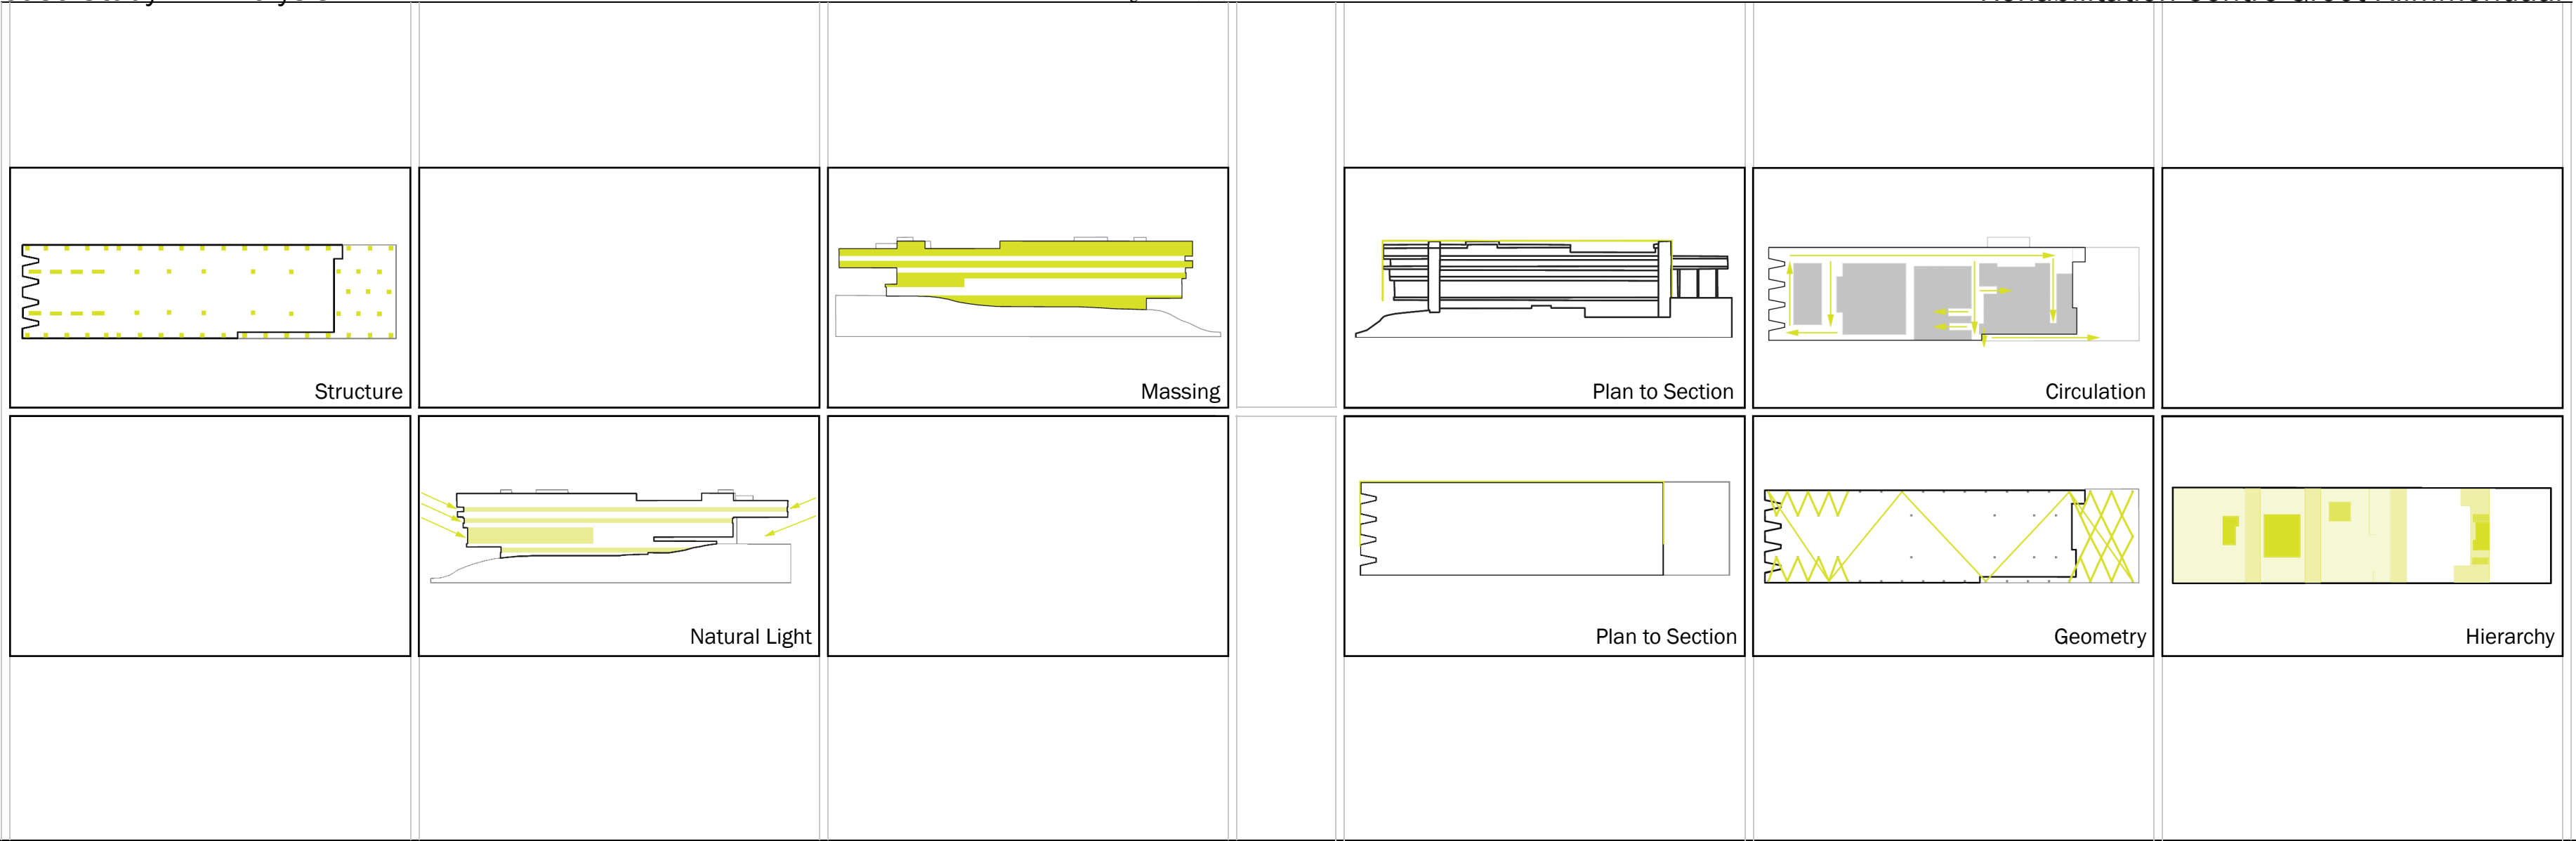 Structure
Massing
Plan to Section
Circulation
Natural Light
Plan to Section
Geometry
Hierarchy